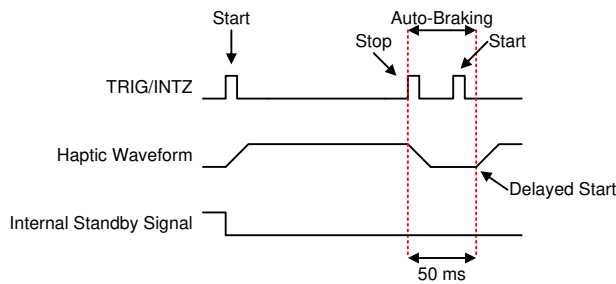 Auto-Braking
Start
Stop
Start
TRIG/INTZ
Haptic Waveform
Delayed Start
Internal Standby Signal
50 ms